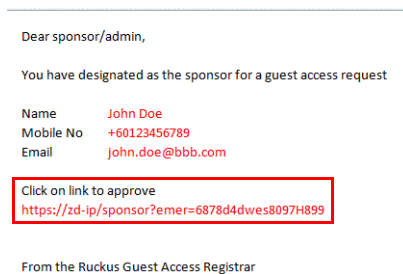 Dear sponsor/admin,
You have designated as the sponsor for a guest access request
Name John Doe
Mobile No +60123456789
Email john.doe@bbb.com
Click on link to approve
https://zd-ip/sponsor?emer=6878d4dwes8097H899
From the Ruckus Guest Access Registrar